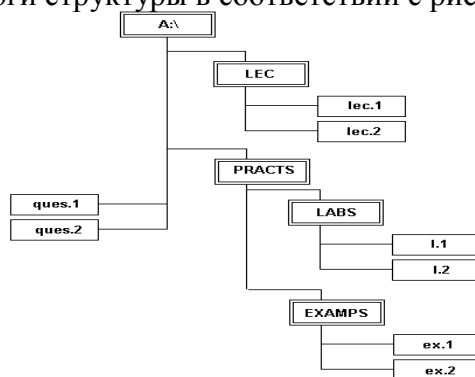 структуры в соответствии с рис
A:\
LEC
lec.1
lec.2
PRACTS
ques.1
ques.2
LABS
l.1
l.2
EXAMPS
ex.1
ex.2